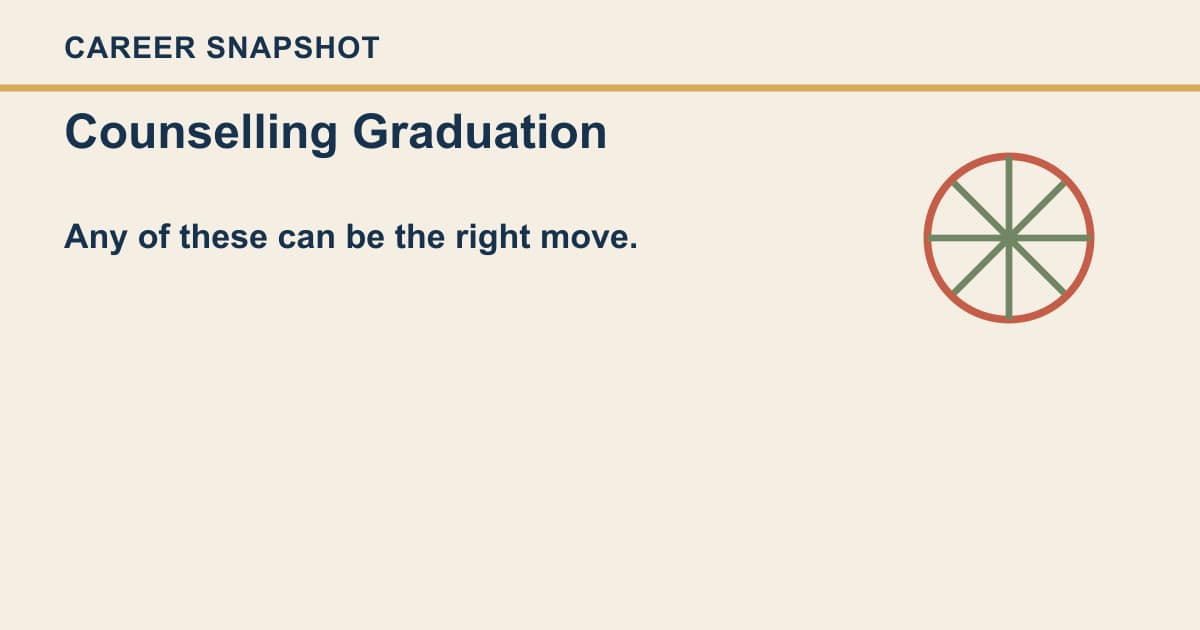 CAREER SNAPSHOT
Counselling Graduation
Any of these can be the right move.